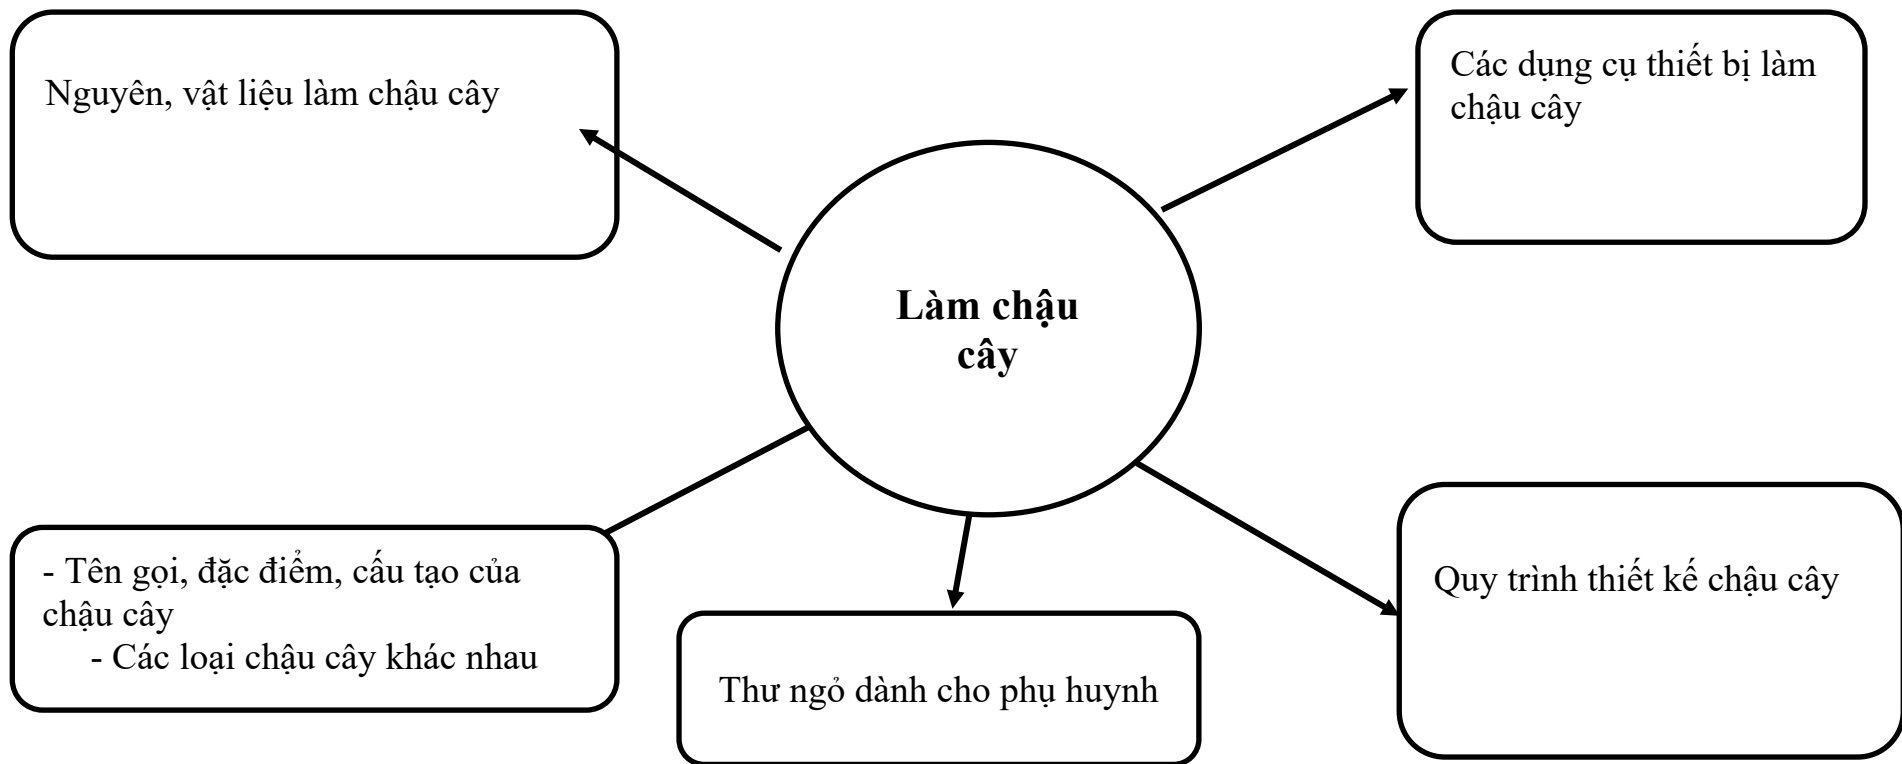 Nguyên, vật liệu làm chậu cây
Các dụng cụ thiết bị làm
chậu cây
Làm chậu
cây
- Tên gọi, đặc điểm, cấu tạo của
chậu cây
- Các loại chậu cây khác nhau
Thư ngỏ dành cho phụ huynh
Quy trình thiết kế chậu cây